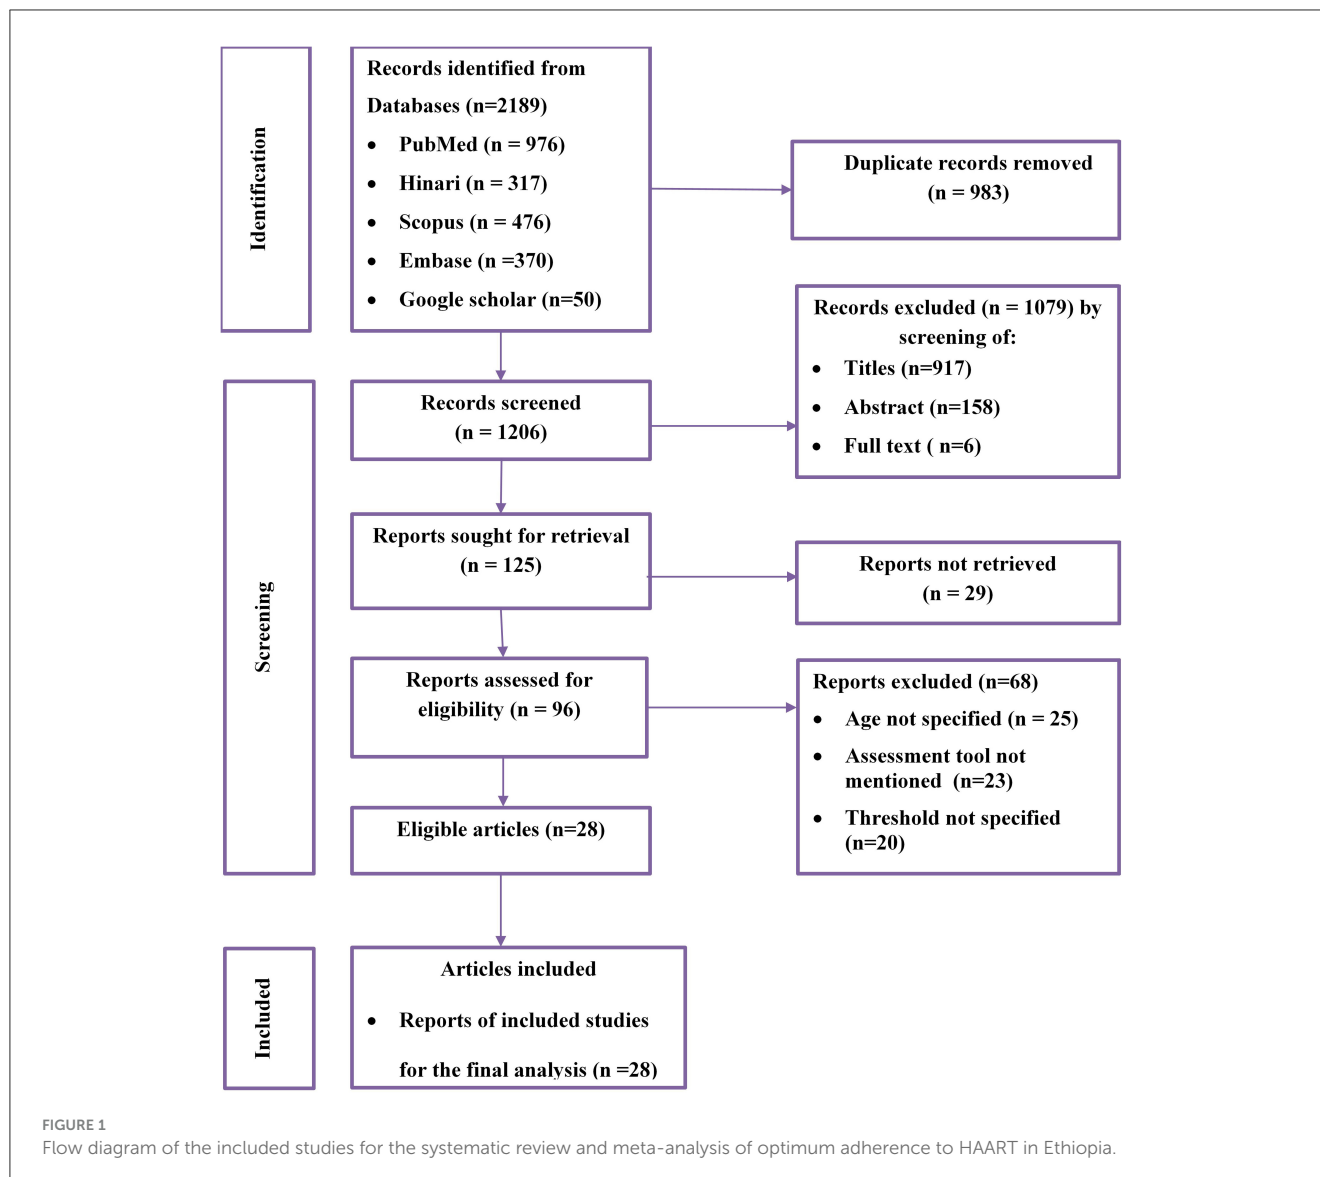 Identification
Records identified from
Databases (n=2189)
• PubMed (n = 976)
• Hinari (n = 317)
• Scopus (n = 476)
• Embase (n =370)
• Google scholar (n=50)
Duplicate records removed
(n = 983)
Screening
Records screened
(n = 1206)
Records excluded (n = 1079) by
screening of:
• Titles (n=917)
• Abstract (n=158)
• Full text ( n=6)
Reports sought for retrieval
(n = 125)
Reports not retrieved
(n = 29)
Reports assessed for
eligibility (n = 96)
Reports excluded (n=68)
• Age not specified (n = 25)
• Assessment tool not
mentioned (n=23)
• Threshold not specified
(n=20)
Eligible articles (n=28)
Included
Articles included
• Reports of included studies
for the final analysis (n =28)
FIGURE 1
Flow diagram of the included studies for the systematic review and meta-analysis of optimum adherence to HAART in Ethiopia.